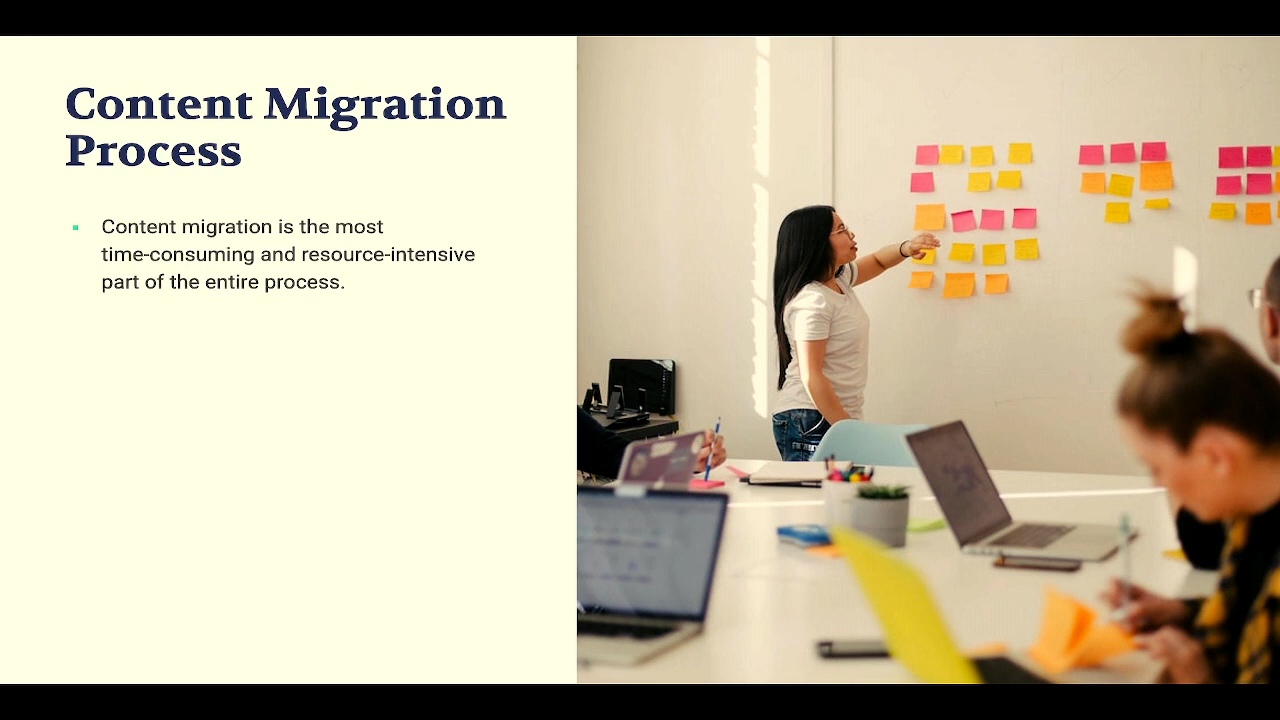 Content Migration
Process
Content migration is the most
time-consuming and resource-intensive
part of the entire process.